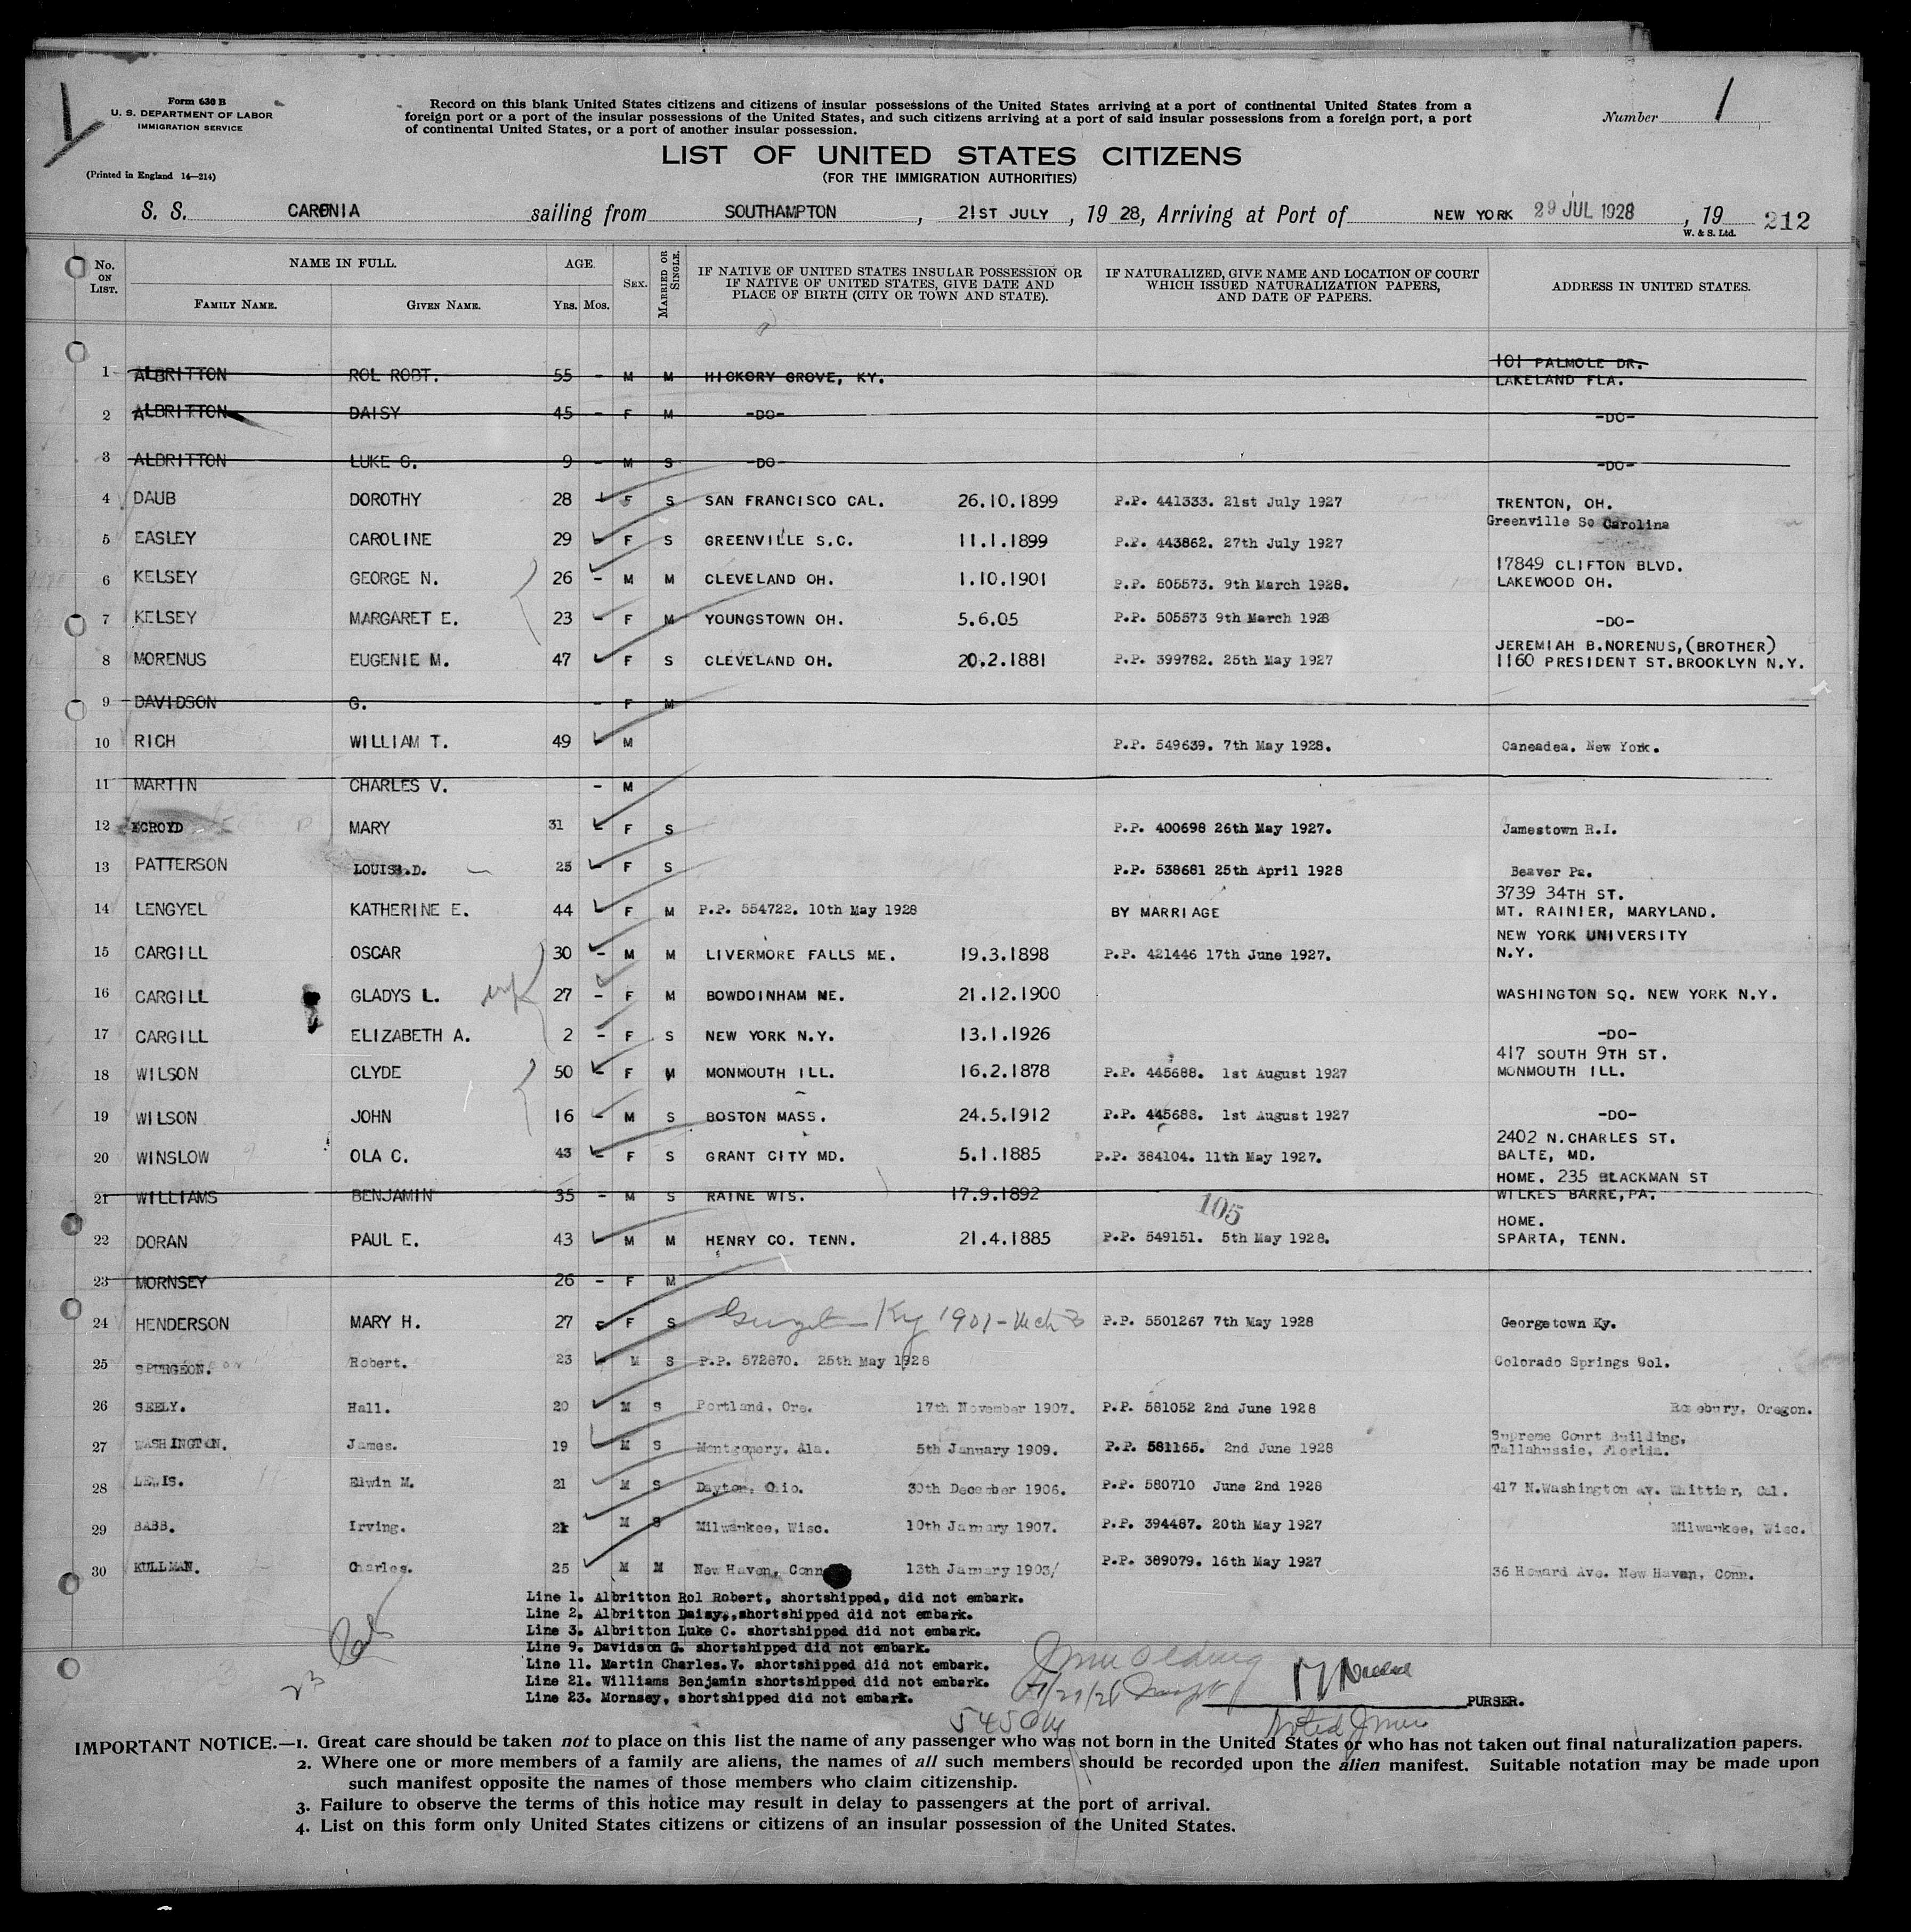 Form 630 B
U. S. DEPARTMENT OF LABOR
IMMIGRATION SERVICE
(Printed in England 14—214)
Record on this blank United States citizens and citizens of insular possessions of the United States arriving at a port of continental United States from a
foreign port or a port of the insular possessions of the United States, and such citizens arriving at a port of said insular possessions from a foreign port, a port
of continental United States, or a port of another insular possession.
Number 1
LIST OF UNITED STATES CITIZENS
(FOR THE IMMIGRATION AUTHORITIES)
S. S. CARONIA sailing from SOUTHAMPTON, 21ST JULY, 19 28, Arriving at Port of NEW YORK 29 JUL 1928, 19 212
W. & S. Ltd.
No. ON LIST. NAME IN FULL. FAMILY NAME. GIVEN NAME. AGE. YRS. MOS. SEX. MARRIED OR SINGLE. IF NATIVE OF UNITED STATES INSULAR POSSESSION OR IF NATIVE OF UNITED STATES, GIVE DATE AND PLACE OF BIRTH (CITY OR TOWN AND STATE). IF NATURALIZED, GIVE NAME AND LOCATION OF COURT WHICH ISSUED NATURALIZATION PAPERS, AND DATE OF PAPERS. ADDRESS IN UNITED STATES.
1 ALBRITTON ROL ROBT. 55 - M M HICKORY GROVE, KY. 101 PALMOLE DR. LAKELAND FLA.
2 ALBRITTON DAISY 45 - F M -DO- -DO-
3 ALBRITTON LUKE C. 9 - M S -DO- -DO-
4 DAUB DOROTHY 28 - F S SAN FRANCISCO CAL. 26.10.1899 P.P. 441333. 21st July 1927 TRENTON, OH.
5 EASLEY CAROLINE 29 F S GREENVILLE S.C. 11.1.1899 P.P. 443862. 27th July 1927 Greenville So Carolina
6 KELSEY GEORGE N. 26 - M M CLEVELAND OH. 1.10.1901 P.P. 505573. 9th March 1928. 17849 CLIFTON BLVD. LAKEWOOD OH.
7 KELSEY MARGARET E. 23 - F M YOUNGSTOWN OH. 5.6.05 P.P. 505573 9th March 1928 -DO-
8 MORENUS EUGENIE M. 47 F S CLEVELAND OH. 20.2.1881 P.P. 399782. 25th May 1927 JEREMIAH B.NORENUS,(BROTHER) 1160 PRESIDENT ST.BROOKLYN N.Y.
9 DAVIDSON G. - F M
10 RICH WILLIAM T. 49 M P.P. 549639. 7th May 1928. Caneadea. New York.
11 MARTIN CHARLES V. - M
12 ECROYD MARY 31 - F S P.P. 400698 26th May 1927. Jamestown R.I.
13 PATTERSON LOUISE.D. 25 - F S P.P. 538681 25th April 1928 Beaver Pa.
14 LENGYEL KATHERINE E. 44 F M P.P. 554722. 10th May 1928 BY MARRIAGE 3739 34TH ST. MT. RAINIER, MARYLAND.
15 CARGILL OSCAR 30 - M M LIVERMORE FALLS ME. 19.3.1898 P.P. 421446 17th June 1927. NEW YORK UNIVERSITY N.Y.
16 CARGILL GLADYS L. 27 - F M BOWDOINHAM ME. 21.12.1900 WASHINGTON SQ. NEW YORK N.Y.
17 CARGILL ELIZABETH A. 2 - F S NEW YORK N.Y. 13.1.1926 -DO-
18 WILSON CLYDE 50 - F M MONMOUTH ILL. 16.2.1878 P.P. 445688. 1st August 1927 417 SOUTH 9TH ST. MONMOUTH ILL.
19 WILSON JOHN 16 - M S BOSTON MASS. 24.5.1912 P.P. 445688. 1st August 1927 -DO-
20 WINSLOW OLA C. 43 - F S GRANT CITY MD. 5.1.1885 P.P. 384104. 11th May 1927. 2402 N.CHARLES ST. BALTE, MD.
21 WILLIAMS BENJAMIN 35 - M S RAINE WIS. 17.9.1892 HOME. 235 BLACKMAN ST WILKES BARRE,PA.
105
22 DORAN PAUL E. 43 M M HENRY CO. TENN. 21.4.1885 P.P. 549151. 5th May 1928. HOME. SPARTA, TENN.
23 MORNSEY 26 - F M
24 HENDERSON MARY H. 27 F S Ky 1901 - P.P. 5501267 7th May 1928 Georgetown Ky.
25 SPURGEON. Robert. 23 - M S P.P. 572870. 25th May 1928 Colorado Springs Col.
26 SEELY. Hall. 20 M S Portland, Ore. 17th November 1907. P.P. 581052 2nd June 1928 Rosebury, Oregon.
27 WASHINGTON. James. 19 M S Montgomery, Ala. 5th January 1909. P.P. 581165. 2nd June 1928 Supreme Court Building, Tallahussie, Florida.
28 LEWIS. Elwin M. 21 M S Dayton, Ohio. 30th December 1906. P.P. 580710 June 2nd 1928 417 N.Washington av. Whittier, Cal.
29 BABB. Irving. 21 M S Milwaukee, Wisc. 10th January 1907. P.P. 394487. 20th May 1927 Milwaukee, Wisc.
30 KULLMAN. Charles. 25 M M New Haven, Conn 13th January 1903/ P.P. 389079. 16th May 1927 36 Howard Ave. New Haven, Conn.
Line 1. Albritton Rol Robert, shortshipped, did not embark.
Line 2. Albritton Daisy,,shortshipped did not embark.
Line 3. Albritton Luke C. shortshipped did not embark.
Line 9. Davidson G. shortshipped did not embark.
Line 11. Martin Charles.V. shortshipped did not embark.
Line 21. Williams Benjamin shortshipped did not embark.
Line 23. Mornsey, shortshipped did not embark.
23
PURSER.
IMPORTANT NOTICE.—1. Great care should be taken not to place on this list the name of any passenger who was not born in the United States or who has not taken out final naturalization papers.
2. Where one or more members of a family are aliens, the names of all such members should be recorded upon the alien manifest. Suitable notation may be made upon
such manifest opposite the names of those members who claim citizenship.
3. Failure to observe the terms of this notice may result in delay to passengers at the port of arrival.
4. List on this form only United States citizens or citizens of an insular possession of the United States.